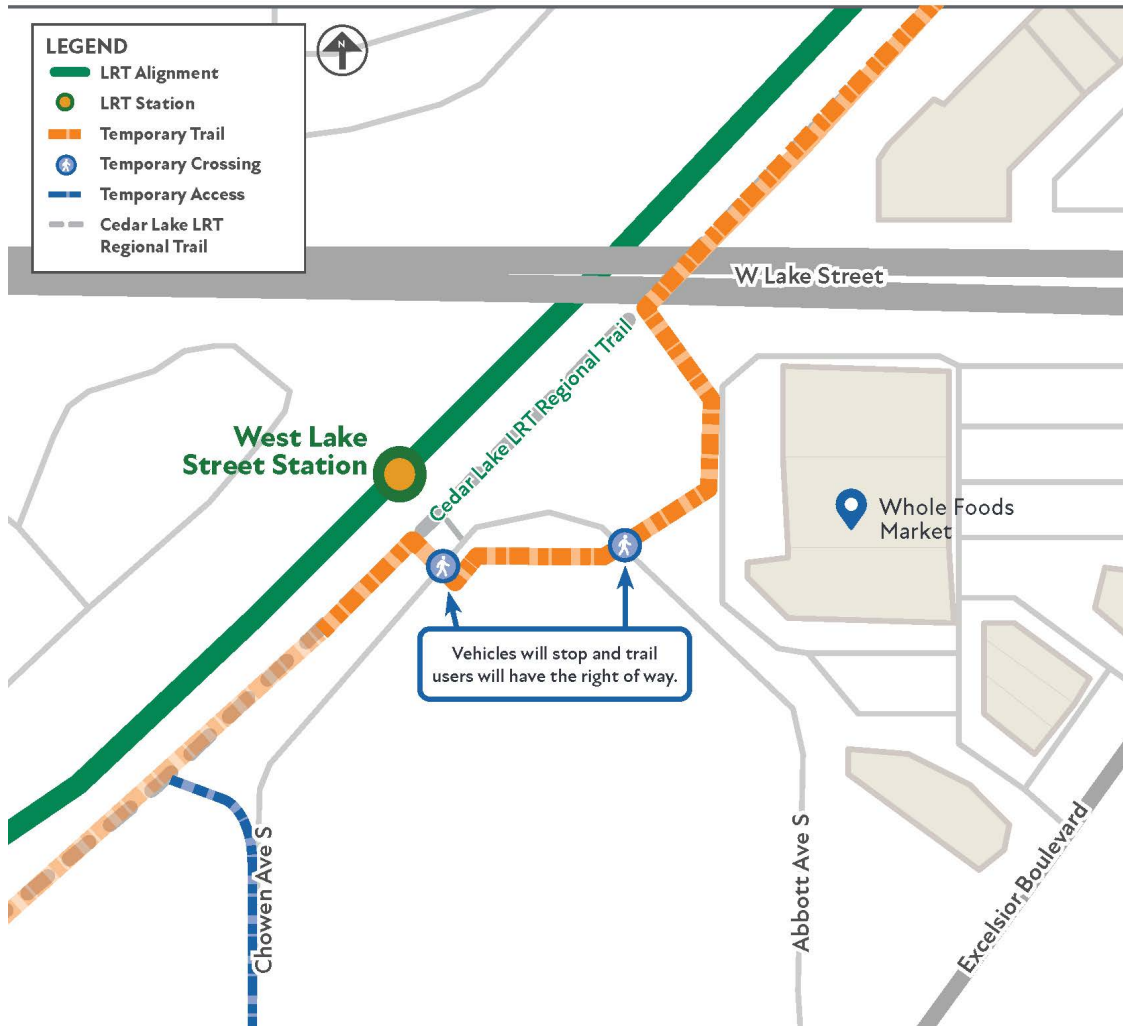 LEGEND
LRT Alignment
LRT Station
Temporary Trail
Temporary Crossing
Temporary Access
Cedar Lake LRT
Regional Trail
N
W Lake Street
Cedar Lake LRT Regional Trail
West Lake
Street Station
Whole Foods
Market
Vehicles will stop and trail
users will have the right of way.
Chowen Ave S
Abbott Ave S
Excelsior Boulevard